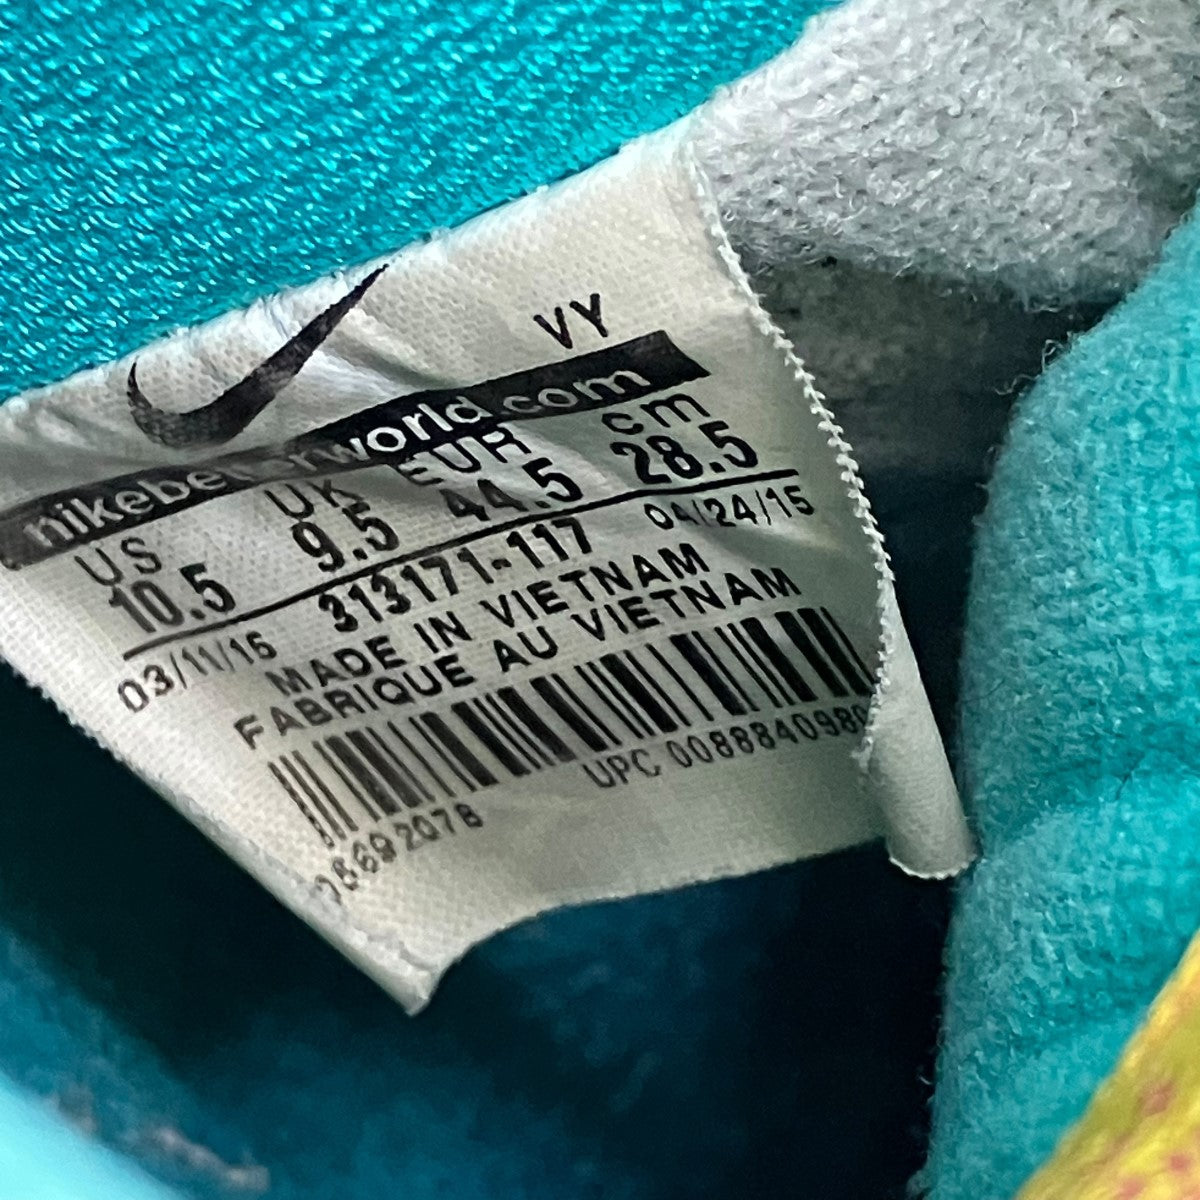 VY
nikebetterworld.com
US UK EUR cm
10.5 9.5 44.5 28.5
03/11/16 313171-117 04/24/15
MADE IN VIETNAM
FABRIQUE AU VIETNAM
UPC 0088840980